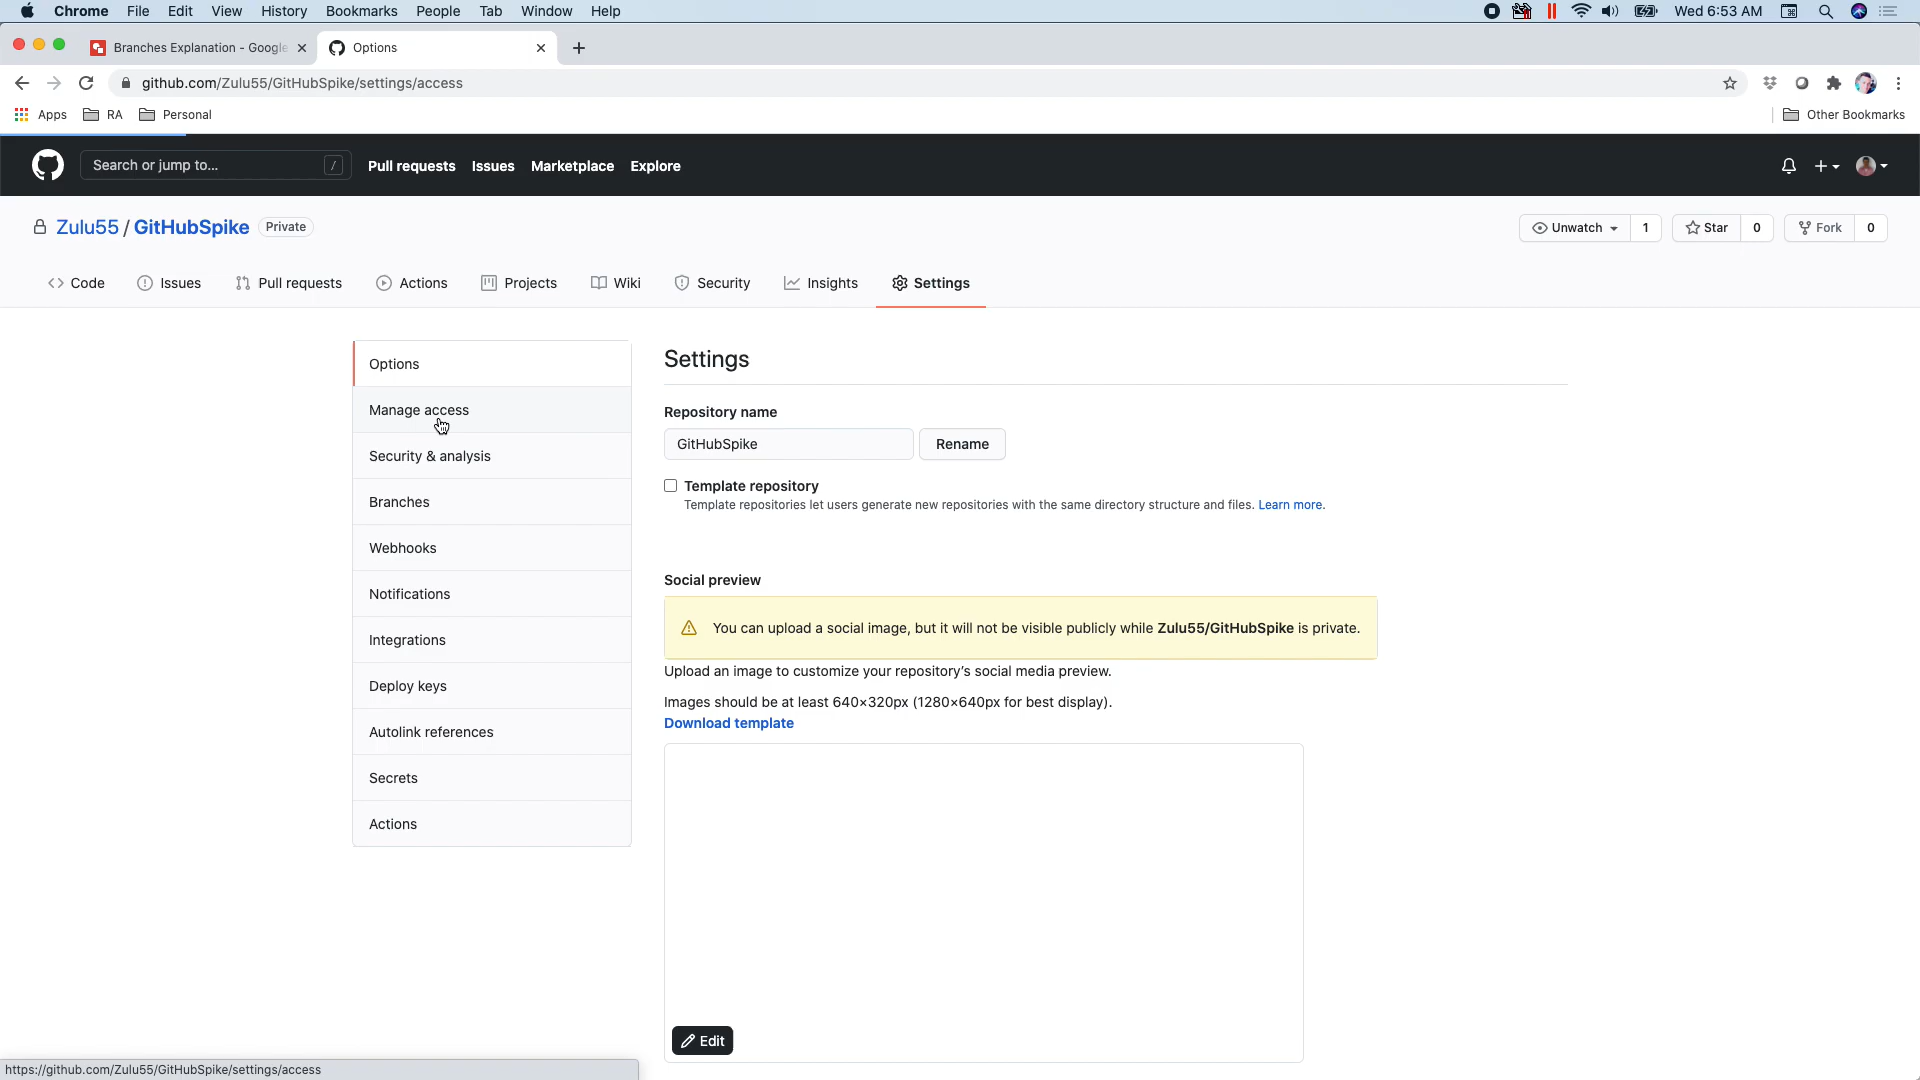 Chrome File Edit View History Bookmarks People Tab Window Help Wed 6:53 AM
Branches Explanation - Google Options
github.com/Zulu55/GitHubSpike/settings/access
Apps RA Personal Other Bookmarks
Search or jump to... / Pull requests Issues Marketplace Explore
Zulu55 / GitHubSpike Private Unwatch 1 Star 0 Fork 0
Code Issues Pull requests Actions Projects Wiki Security Insights Settings
Options
Manage access
Security & analysis
Branches
Webhooks
Notifications
Integrations
Deploy keys
Autolink references
Secrets
Actions
Settings
Repository name
GitHubSpike Rename
Template repository
Template repositories let users generate new repositories with the same directory structure and files. Learn more.
Social preview
You can upload a social image, but it will not be visible publicly while Zulu55/GitHubSpike is private.
Upload an image to customize your repository’s social media preview.
Images should be at least 640×320px (1280×640px for best display).
Download template
Edit
https://github.com/Zulu55/GitHubSpike/settings/access